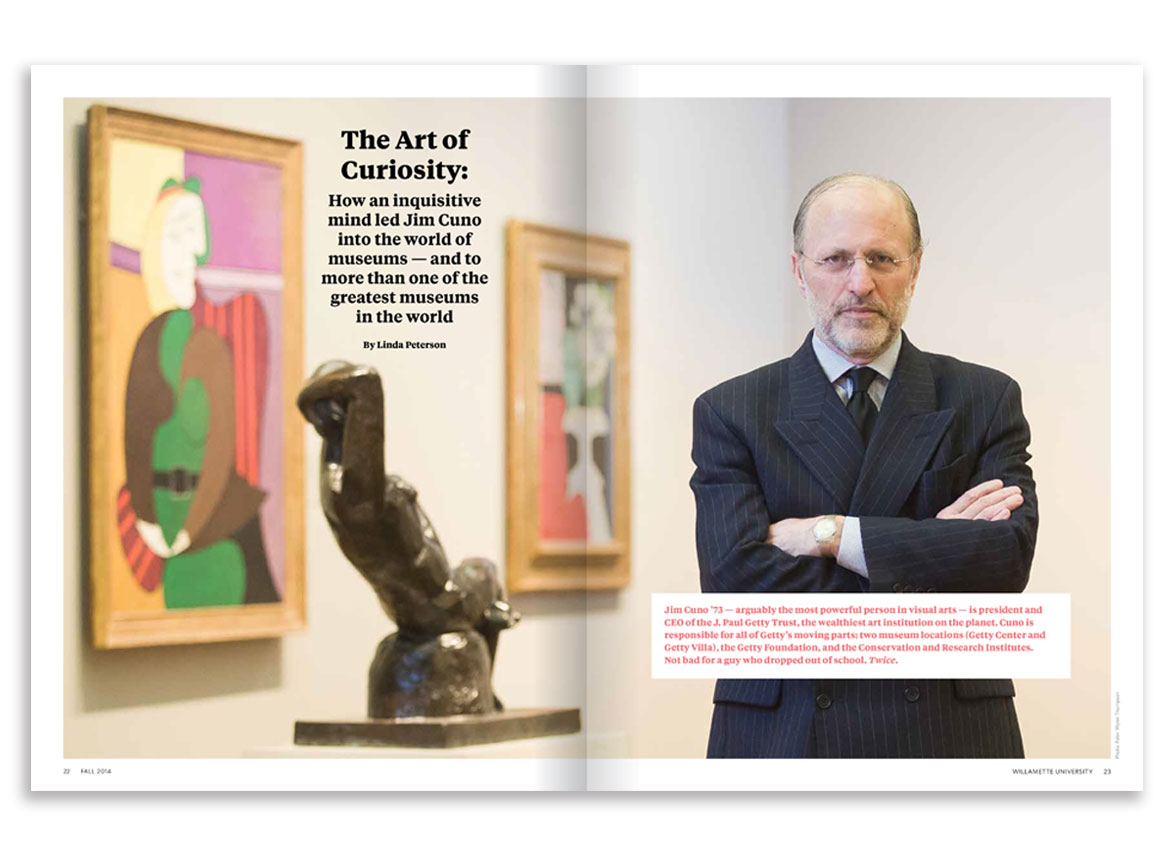 The Art of
Curiosity:
How an inquisitive
mind led Jim Cuno
into the world of
museums — and to
more than one of the
greatest museums
in the world
By Linda Peterson
Jim Cuno ’73 — arguably the most powerful person in visual arts — is president and
CEO of the J. Paul Getty Trust, the wealthiest art institution on the planet. Cuno is
responsible for all of Getty’s moving parts: two museum locations (Getty Center and
Getty Villa), the Getty Foundation, and the Conservation and Research Institutes.
Not bad for a guy who dropped out of school. Twice.
22 FALL 2014
WILLAMETTE UNIVERSITY 23